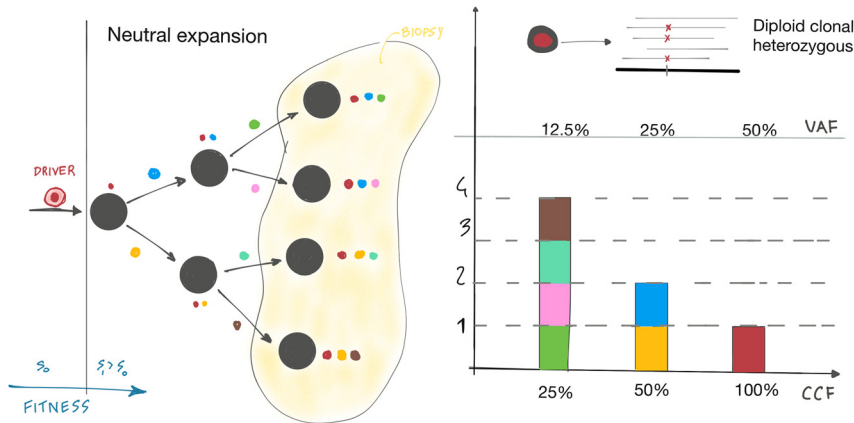 Neutral expansion
BIOPSY
DRIVER
S₀
S₁>S₀
FITNESS
Diploid clonal
heterozygous
12.5% 25% 50% VAF
4
3
2
1
25% 50% 100% CCF